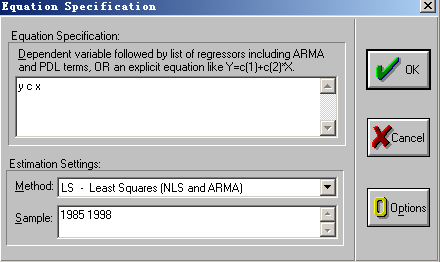 Equation Specification
Equation Specification:
Dependent variable followed by list of regressors including ARMA
and PDL terms, OR an explicit equation like Y=c(1)+c(2)*X.
y c x
OK
Cancel
Estimation Settings:
Method: LS - Least Squares (NLS and ARMA)
Sample: 1985 1998
Options